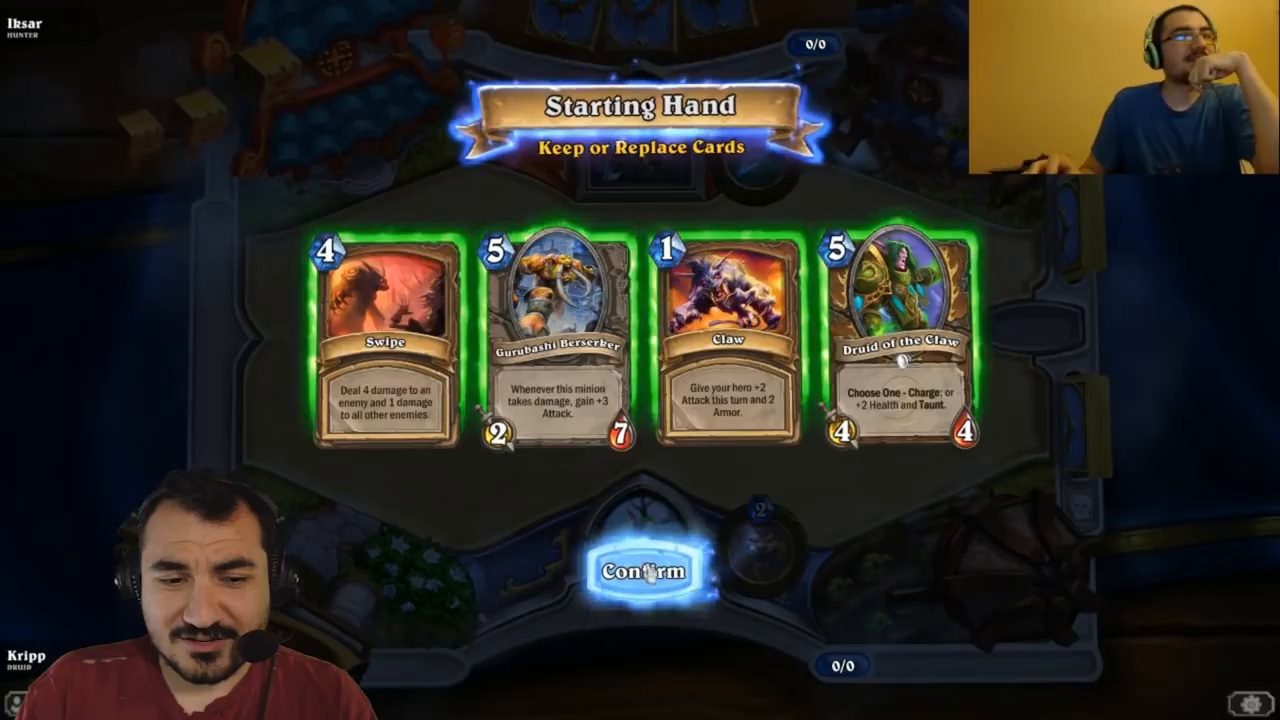 Iksar
HUNTER
0/0
Starting Hand
Keep or Replace Cards
4
Swipe
Deal 4 damage to an
enemy and 1 damage
to all other enemies.
5
Gurubashi Berserker
Whenever this minion
takes damage, gain +3
Attack.
2
7
1
Claw
Give your hero +2
Attack this turn and 2
Armor.
5
Druid of the Claw
Choose One - Charge; or
+2 Health and Taunt.
4
4
2
Confirm
Kripp
DRUID
0/0